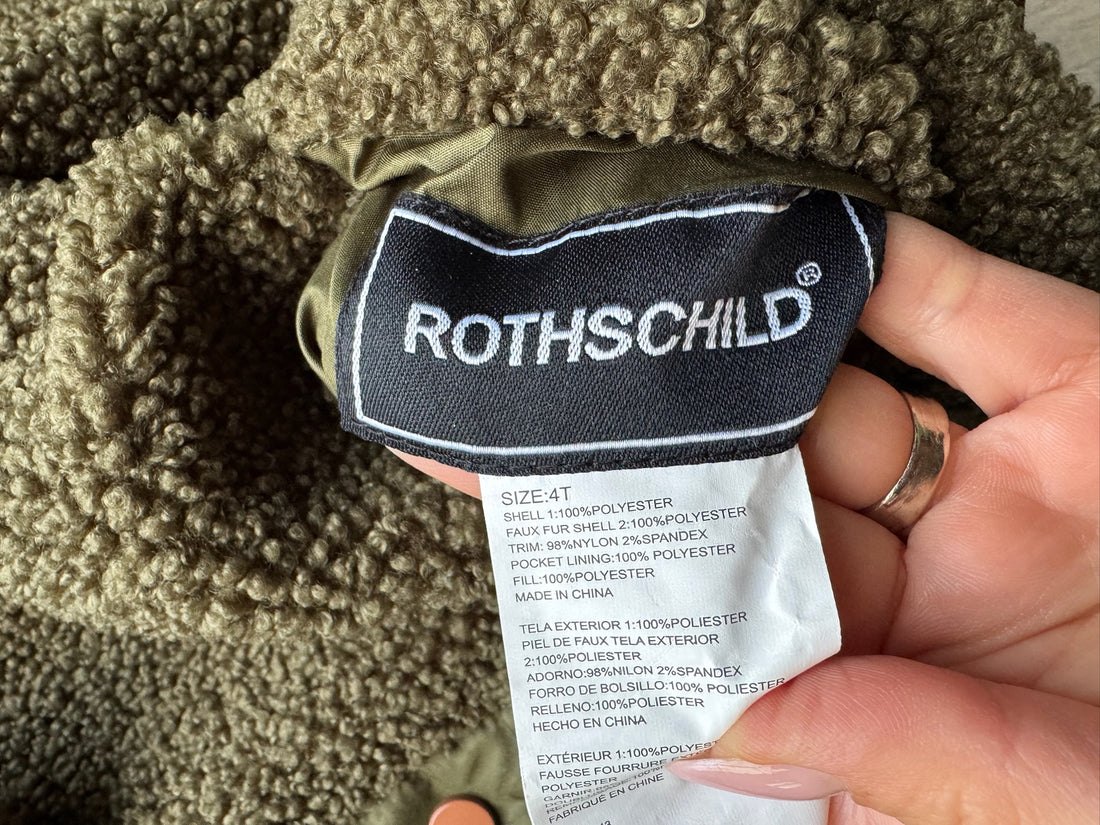 ROTHSCHILD®
SIZE:4T
SHELL 1:100%POLYESTER
FAUX FUR SHELL 2:100%POLYESTER
TRIM: 98%NYLON 2%SPANDEX
POCKET LINING:100% POLYESTER
FILL:100%POLYESTER
MADE IN CHINA
TELA EXTERIOR 1:100%POLIESTER
PIEL DE FAUX TELA EXTERIOR
2:100%POLIESTER
ADORNO:98%NILON 2%SPANDEX
FORRO DE BOLSILLO:100% POLIESTER
RELLENO:100%POLIESTER
HECHO EN CHINA
EXTÉRIEUR 1:100%
FAUSSE FOURRURE
POLYESTER
FABRIQUÉ EN CHINE